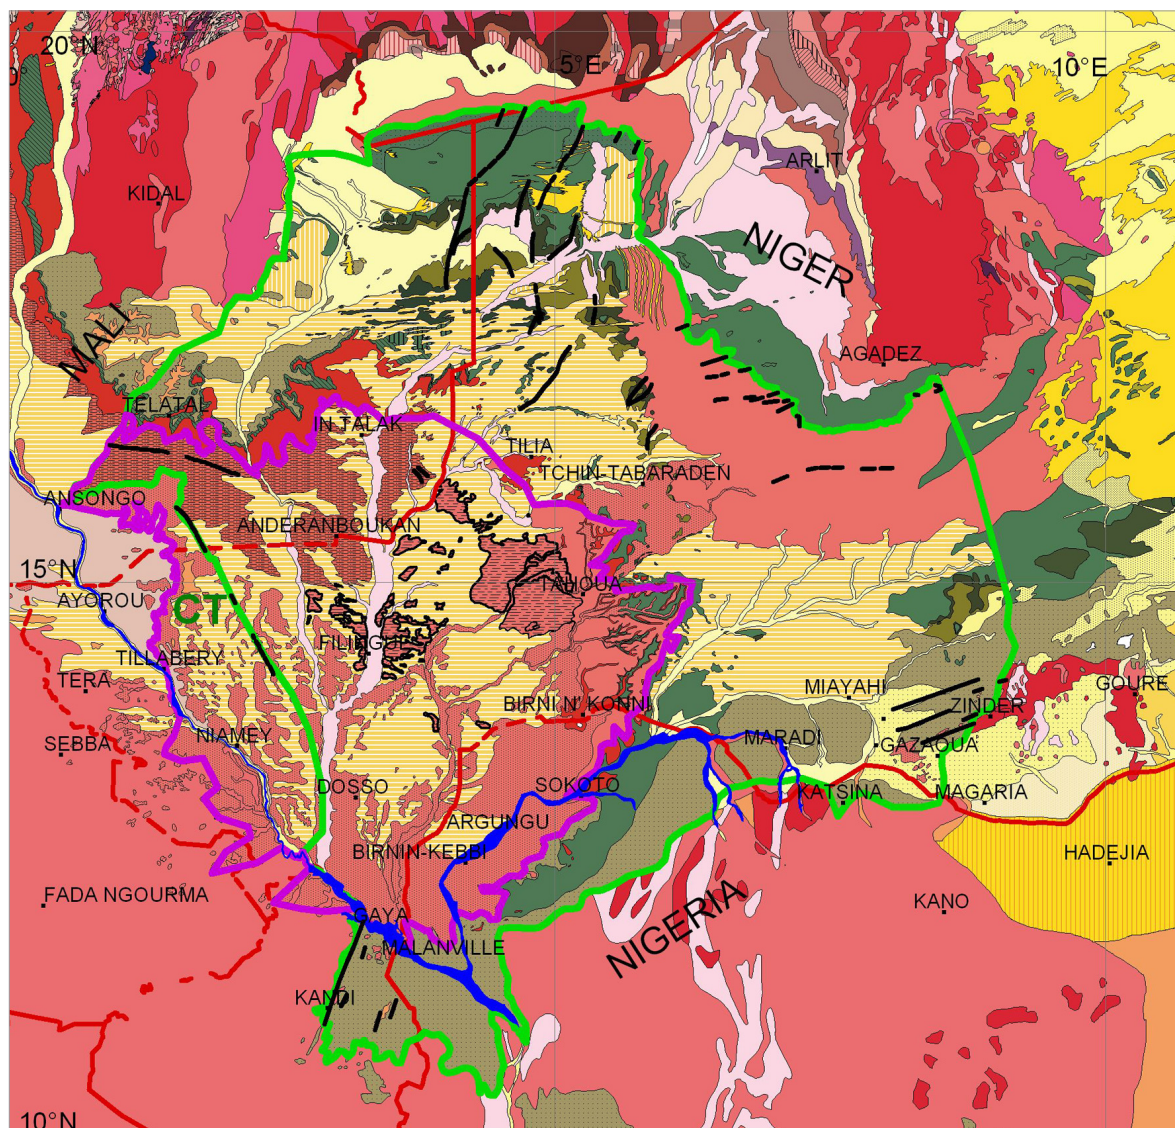 20°N
5°E
10°E
0°
ARLIT
KIDAL
NIGER
MALI
AGADEZ
TELATAL
IN TALAK
TILIA
TCHIN-TABARADEN
ANSONGO
ANDERANBOUKAN
15°N
TAHOUA
AYOROU
CT
FILINGUE
TILLABERY
TERA
MIAYAHI
GOURE
BIRNI N' KONNI
ZINDER
SEBBA
NIAMEY
MARADI
GAZAOUA
DOSSO
SOKOTO
KATSINA
MAGARIA
ARGUNGU
BIRNIN-KEBBI
HADEJIA
FADA NGOURMA
KANO
GAYA
NIGERIA
MALANVILLE
KANDI
10°N